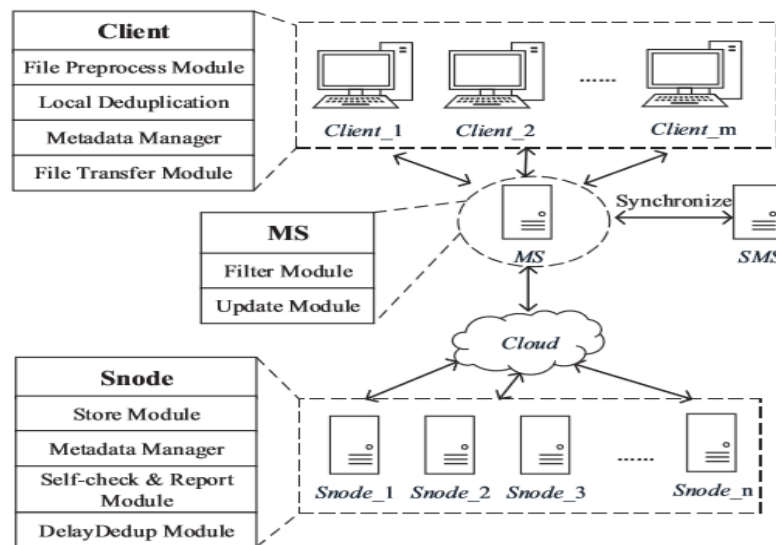 Client
File Preprocess Module
Local Deduplication
Metadata Manager
File Transfer Module
......
Client_1
Client_2
Client_m
MS
Filter Module
Update Module
MS
Synchronize
SMS
Cloud
Snode
Store Module
Metadata Manager
Self-check & Report
Module
DelayDedup Module
......
Snode_1
Snode_2
Snode_3
Snode_n